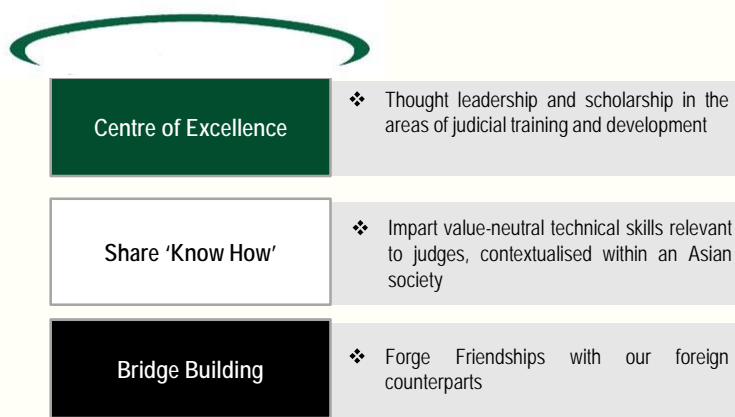 Centre of Excellence
❖ Thought leadership and scholarship in the
areas of judicial training and development
Share ‘Know How’
❖ Impart value-neutral technical skills relevant
to judges, contextualised within an Asian
society
Bridge Building
❖ Forge Friendships with our foreign
counterparts